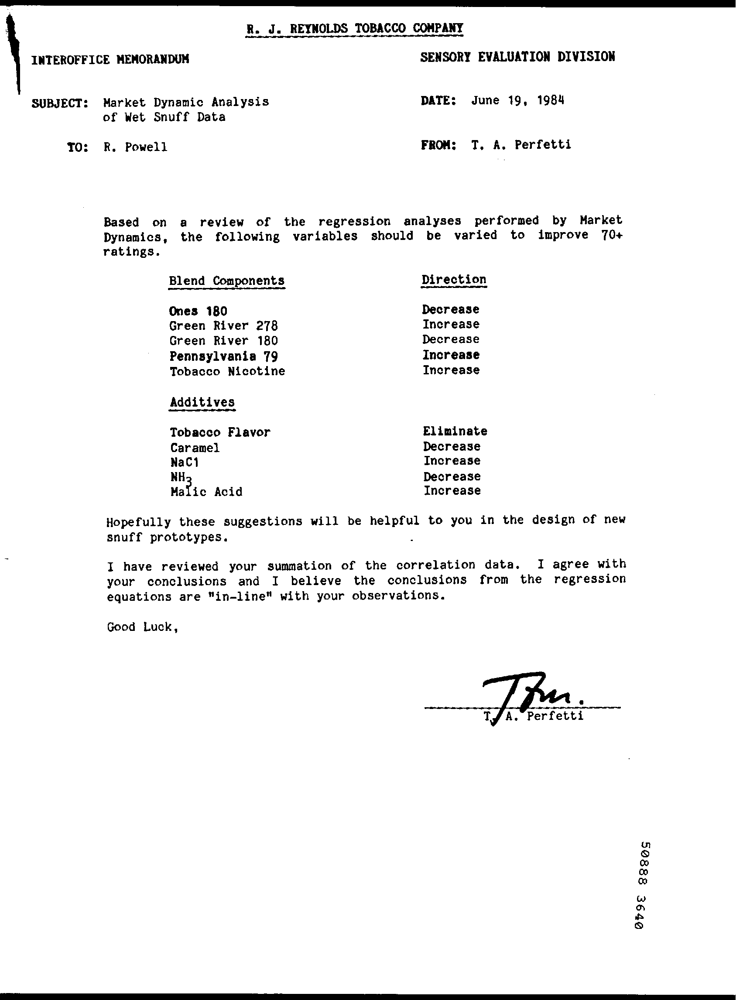 R. J. REYNOLDS TOBACCO COMPANY
INTEROFFICE MEMORANDUM
SENSORY EVALUATION DIVISION
SUBJECT: Market Dynamic Analysis of Wet Snuff Data
DATE: June 19, 1984
TO: R. Powell
FROM: T. A. Perfetti
Based on a review of the regression analyses performed by Market
Dynamics, the following variables should be varied to improve 70+
ratings.
Blend Components Direction
Ones 180 Decrease
Green River 278 Increase
Green River 180 Decrease
Pennsylvania 79 Increase
Tobacco Nicotine Increase
Additives
Tobacco Flavor Eliminate
Caramel Decrease
NaCl Increase
NH3 Decrease
Malic Acid Increase
Hopefully these suggestions will be helpful to you in the design of new
snuff prototypes.
I have reviewed your summation of the correlation data. I agree with
your conclusions and I believe the conclusions from the regression
equations are "in-line" with your observations.
Good Luck,
Tom.
T. A. Perfetti
50888 3640